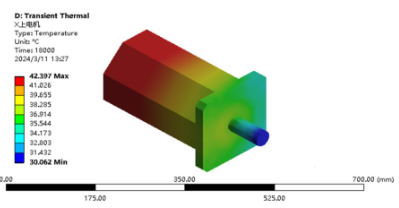 D: Transient Thermal
X上电机
Type: Temperature
Unit: °C
Time: 18000
2024/3/11 13:27
42.397 Max
41.026
39.655
38.285
36.914
35.544
34.173
32.803
31.432
30.062 Min
0.00 350.00 700.00 (mm)
175.00 525.00